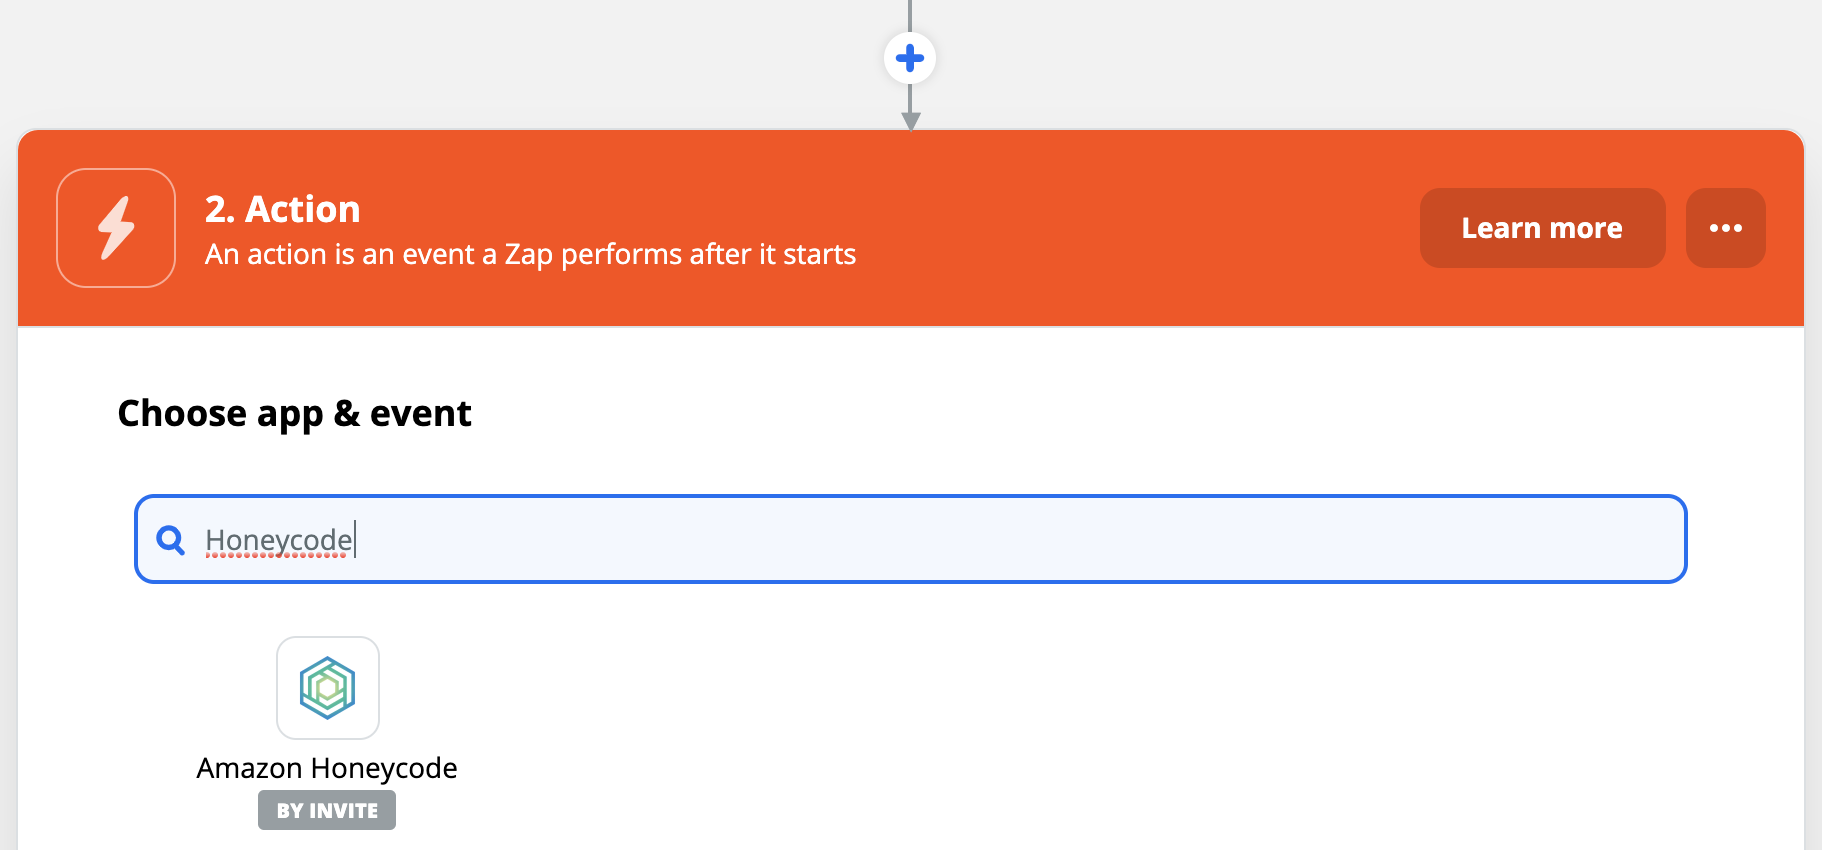 2. Action
An action is an event a Zap performs after it starts
Learn more
Choose app & event
Honeycode
Amazon Honeycode
BY INVITE